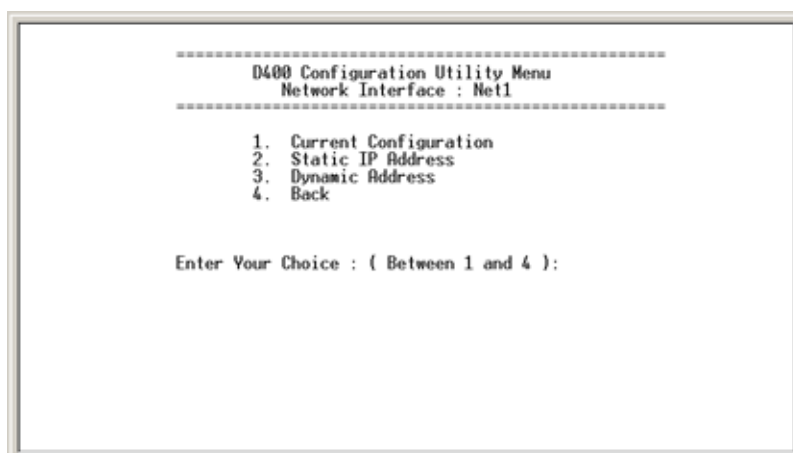 ==================================================
D400 Configuration Utility Menu
Network Interface : Net1
==================================================
1. Current Configuration
2. Static IP Address
3. Dynamic Address
4. Back
Enter Your Choice : ( Between 1 and 4 ):